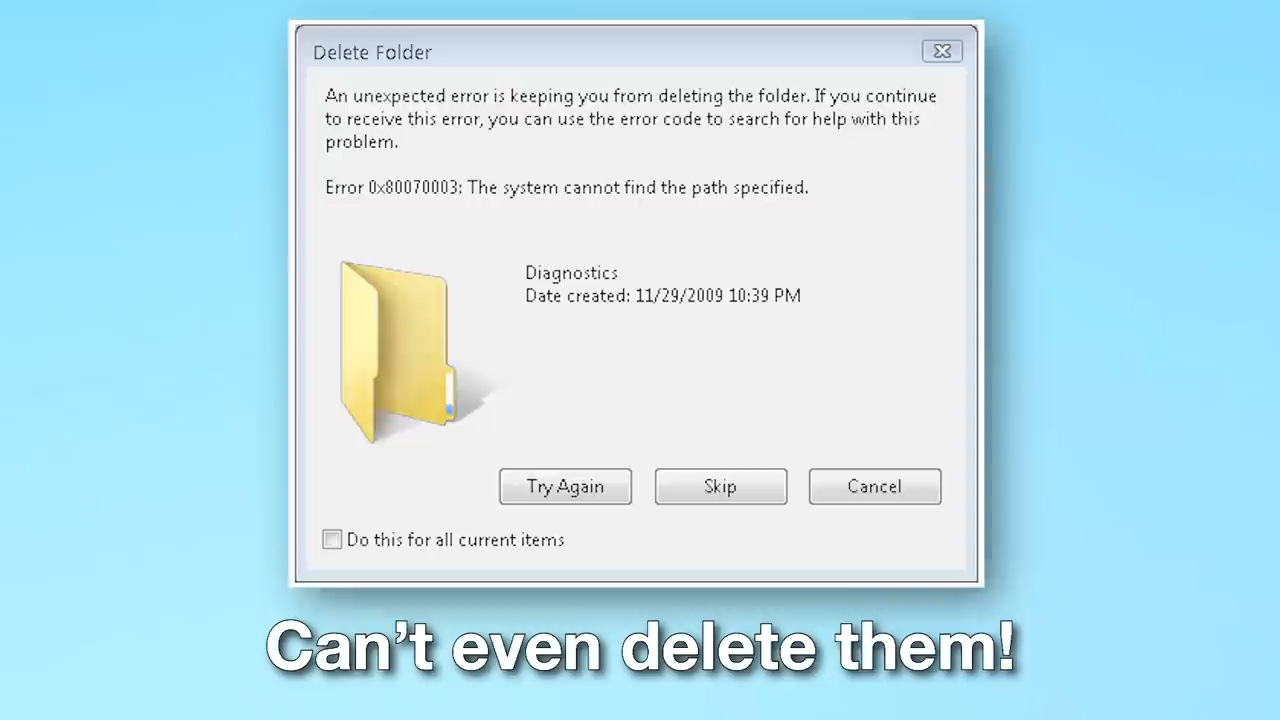 Delete Folder
An unexpected error is keeping you from deleting the folder. If you continue
to receive this error, you can use the error code to search for help with this
problem.
Error 0x80070003: The system cannot find the path specified.
Diagnostics
Date created: 11/29/2009 10:39 PM
Try Again
Skip
Cancel
Do this for all current items
Can't even delete them!